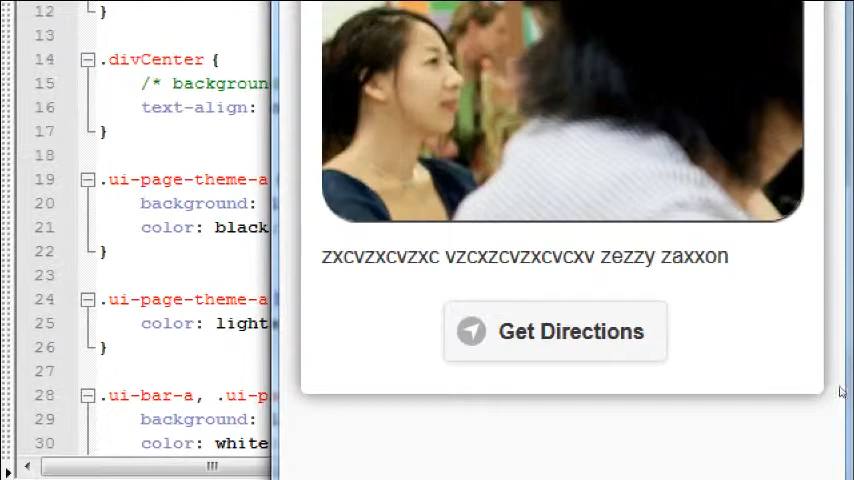 12 }
13
14 .divCenter {
15 /* backgroun
16 text-align:
17 }
18
19 .ui-page-theme-a
20 background:
21 color: black
22 }
23
24 .ui-page-theme-a
25 color: light
26 }
27
28 .ui-bar-a, .ui-p
29 background:
30 color: white
zxcvzxcvzxc vzcxzcvzxcvcxv zezzy zaxxon
Get Directions